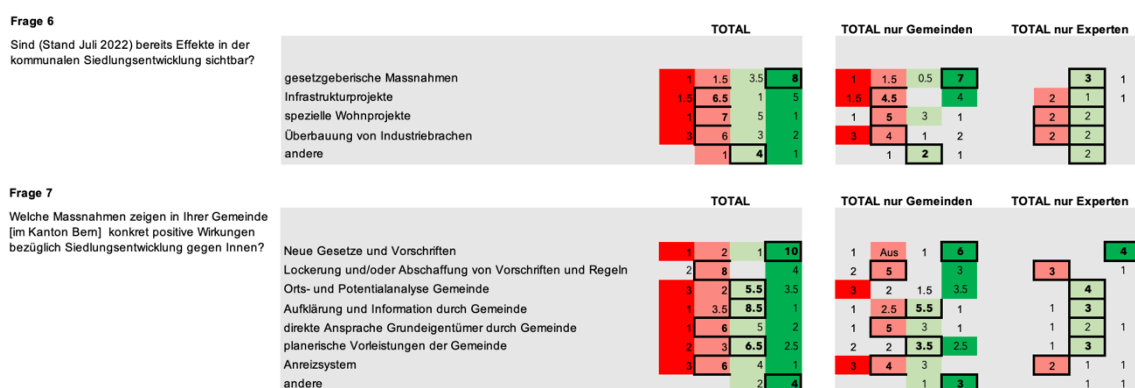 Frage 6
Sind (Stand Juli 2022) bereits Effekte in der
kommunalen Siedlungsentwicklung sichtbar?
TOTAL TOTAL nur Gemeinden TOTAL nur Experten
gesetzgeberische Massnahmen 1 1.5 3.5 8 1 1.5 0.5 7 3 1
Infrastrukturprojekte 1.5 6.5 1 5 1.5 4.5 4 2 1 1
spezielle Wohnprojekte 1 7 5 1 1 5 3 1 2 2
Überbauung von Industriebrachen 3 6 3 2 3 4 1 2 2 2
andere 1 4 1 1 2 1 2
Frage 7
Welche Massnahmen zeigen in Ihrer Gemeinde
[im Kanton Bern] konkret positive Wirkungen
bezüglich Siedlungsentwicklung gegen Innen?
TOTAL TOTAL nur Gemeinden TOTAL nur Experten
Neue Gesetze und Vorschriften 1 2 1 10 1 Aus 1 6 4
Lockerung und/oder Abschaffung von Vorschriften und Regeln 2 8 4 2 5 3 3 1
Orts- und Potentialanalyse Gemeinde 3 2 5.5 3.5 3 2 1.5 3.5 4
Aufklärung und Information durch Gemeinde 1 3.5 8.5 1 1 2.5 5.5 1 1 3
direkte Ansprache Grundeigentümer durch Gemeinde 1 6 5 2 1 5 3 1 1 2 1
planerische Vorleistungen der Gemeinde 2 3 6.5 2.5 2 2 3.5 2.5 1 3
Anreizsystem 3 6 4 1 3 4 3 2 1 1
andere 2 4 1 3 1 1